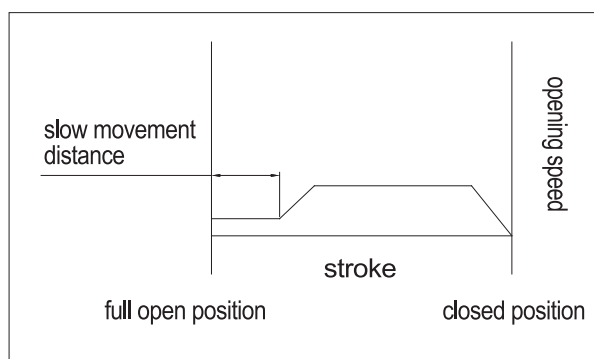 slow movement
distance
opening speed
stroke
full open position
closed position